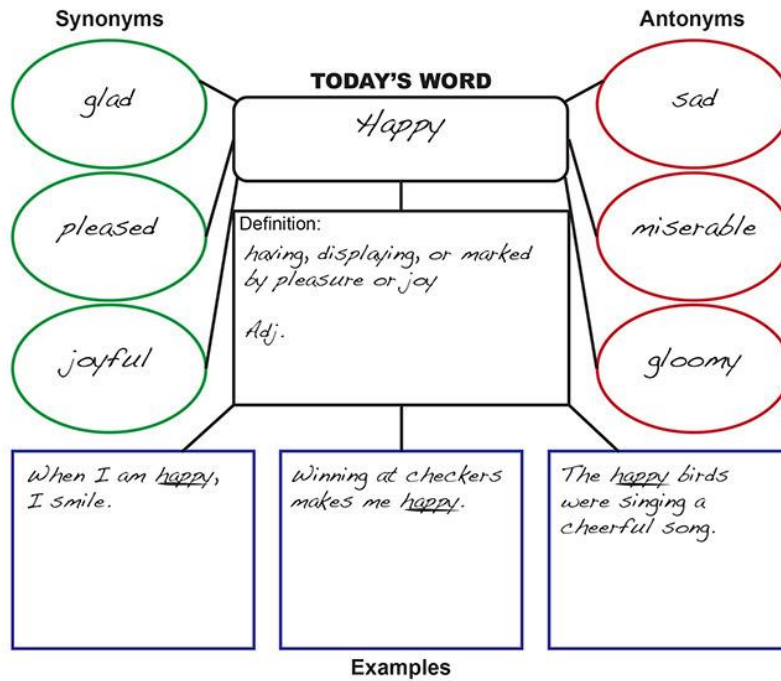 Synonyms
Antonyms
TODAY'S WORD
Happy
glad
pleased
joyful
sad
miserable
gloomy
Definition:
having, displaying, or marked
by pleasure or joy
Adj.
When I am happy,
I smile.
Winning at checkers
makes me happy.
The happy birds
were singing a
cheerful song.
Examples